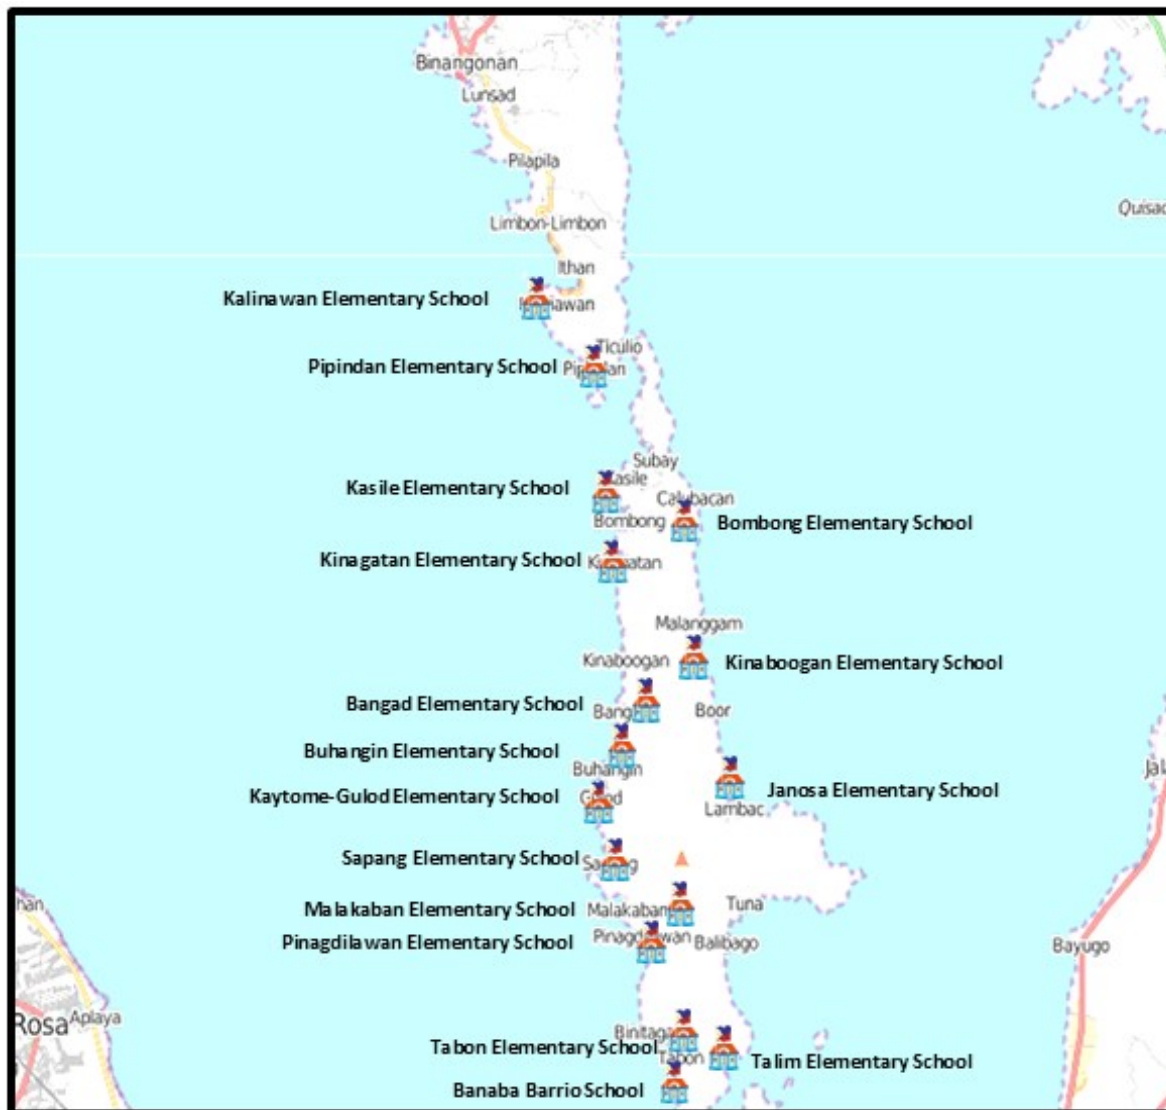 Binangonan
Lunsad
Pilapila
Quisao
Limbon-Limbon
Ithan
Kalinawan Elementary School
Ticulio
Pipindan Elementary School
Subay
Kasile Elementary School
Calubacan
Bombong
Bombong Elementary School
Kinagatan Elementary School
Malanggam
Kinaboogan
Kinaboogan Elementary School
Bangad Elementary School
Boor
Buhangin Elementary School
Buhangin
Janosa Elementary School
Kaytome-Gulod Elementary School
Lambac
Sapang Elementary School
Malakaban Elementary School
Malakaban
Tuna
Pinagdilawan Elementary School
Balibago
Bayugo
Rosa
Aplaya
Tabon Elementary School
Tabon
Talim Elementary School
Banaba Barrio School